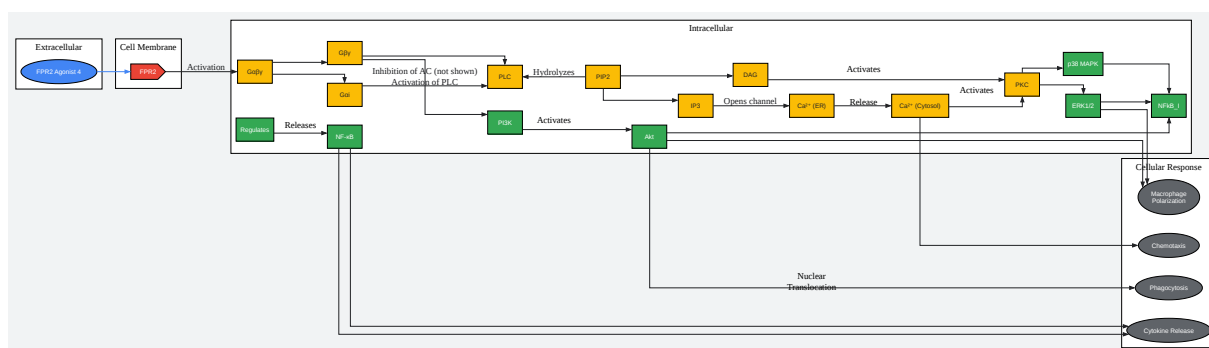 Extracellular
Cell Membrane
Intracellular
FPR2 Agonist 4
FPR2
Activation
Gαβγ
Gβγ
Gαi
Inhibition of AC (not shown)
Activation of PLC
PLC
Hydrolyzes
PIP2
DAG
Activates
PKC
p38 MAPK
IP3
Opens channel
Ca²⁺ (ER)
Release
Ca²⁺ (Cytosol)
Activates
ERK1/2
NFkB_i
Regulates
Releases
NF-κB
PI3K
Activates
Akt
Cellular Response
Macrophage
Polarization
Chemotaxis
Nuclear
Translocation
Phagocytosis
Cytokine Release